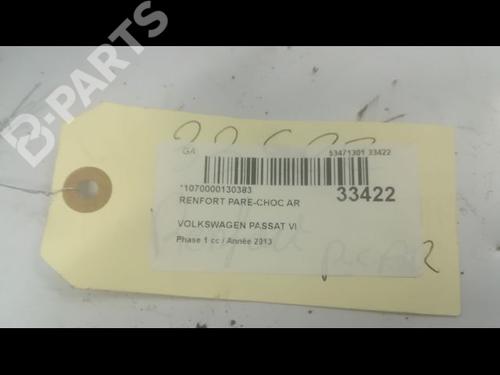 B-PARTS
GA
53471301 33422
*1070000130383
33422
RENFORT PARE-CHOC AR
VOLKSWAGEN PASSAT VI
Phase 1 cc / Année 2013